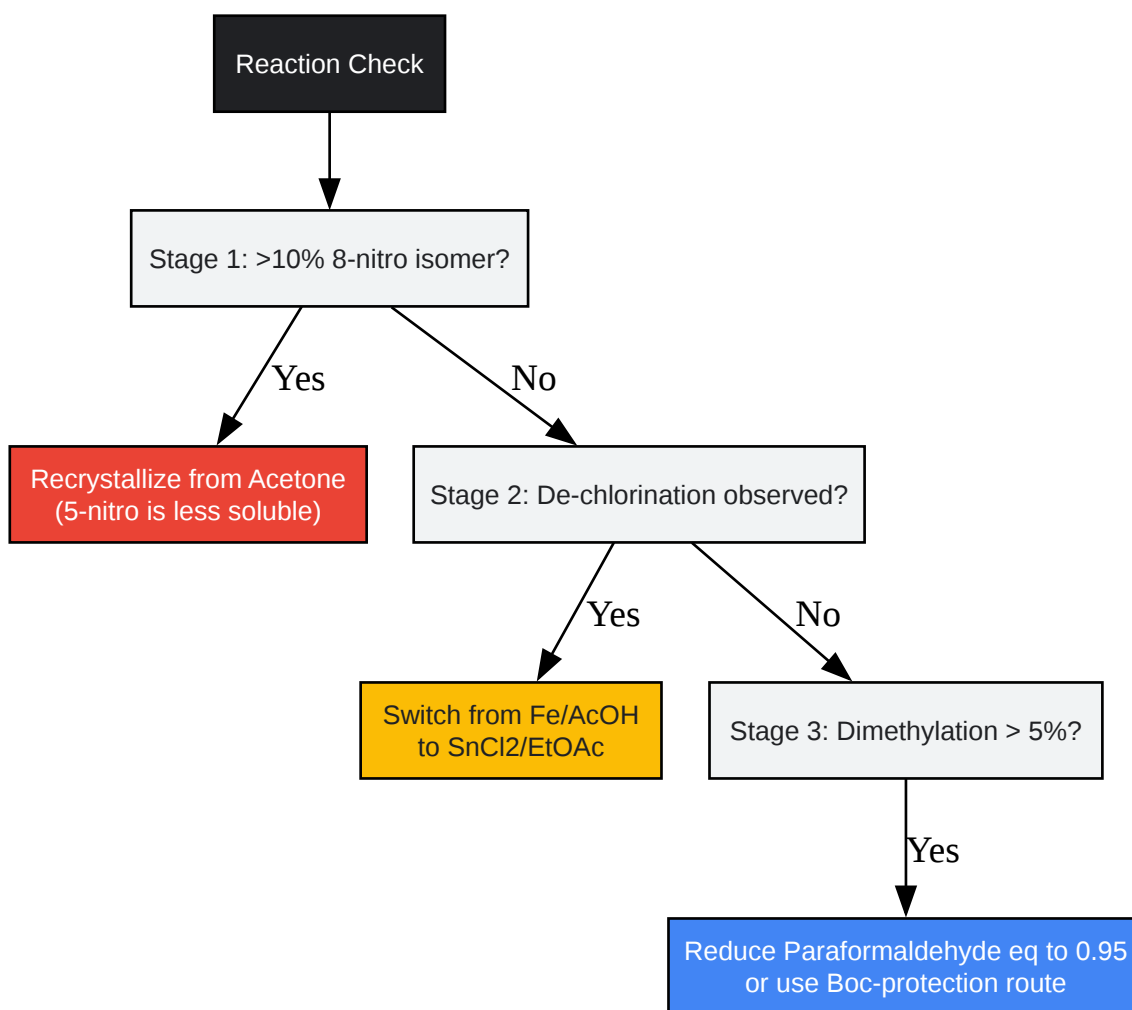 Reaction Check
Stage 1: >10% 8-nitro isomer?
Yes
No
Recrystallize from Acetone
(5-nitro is less soluble)
Stage 2: De-chlorination observed?
Yes
No
Switch from Fe/AcOH
to SnCl2/EtOAc
Stage 3: Dimethylation > 5%?
Yes
Reduce Paraformaldehyde eq to 0.95
or use Boc-protection route